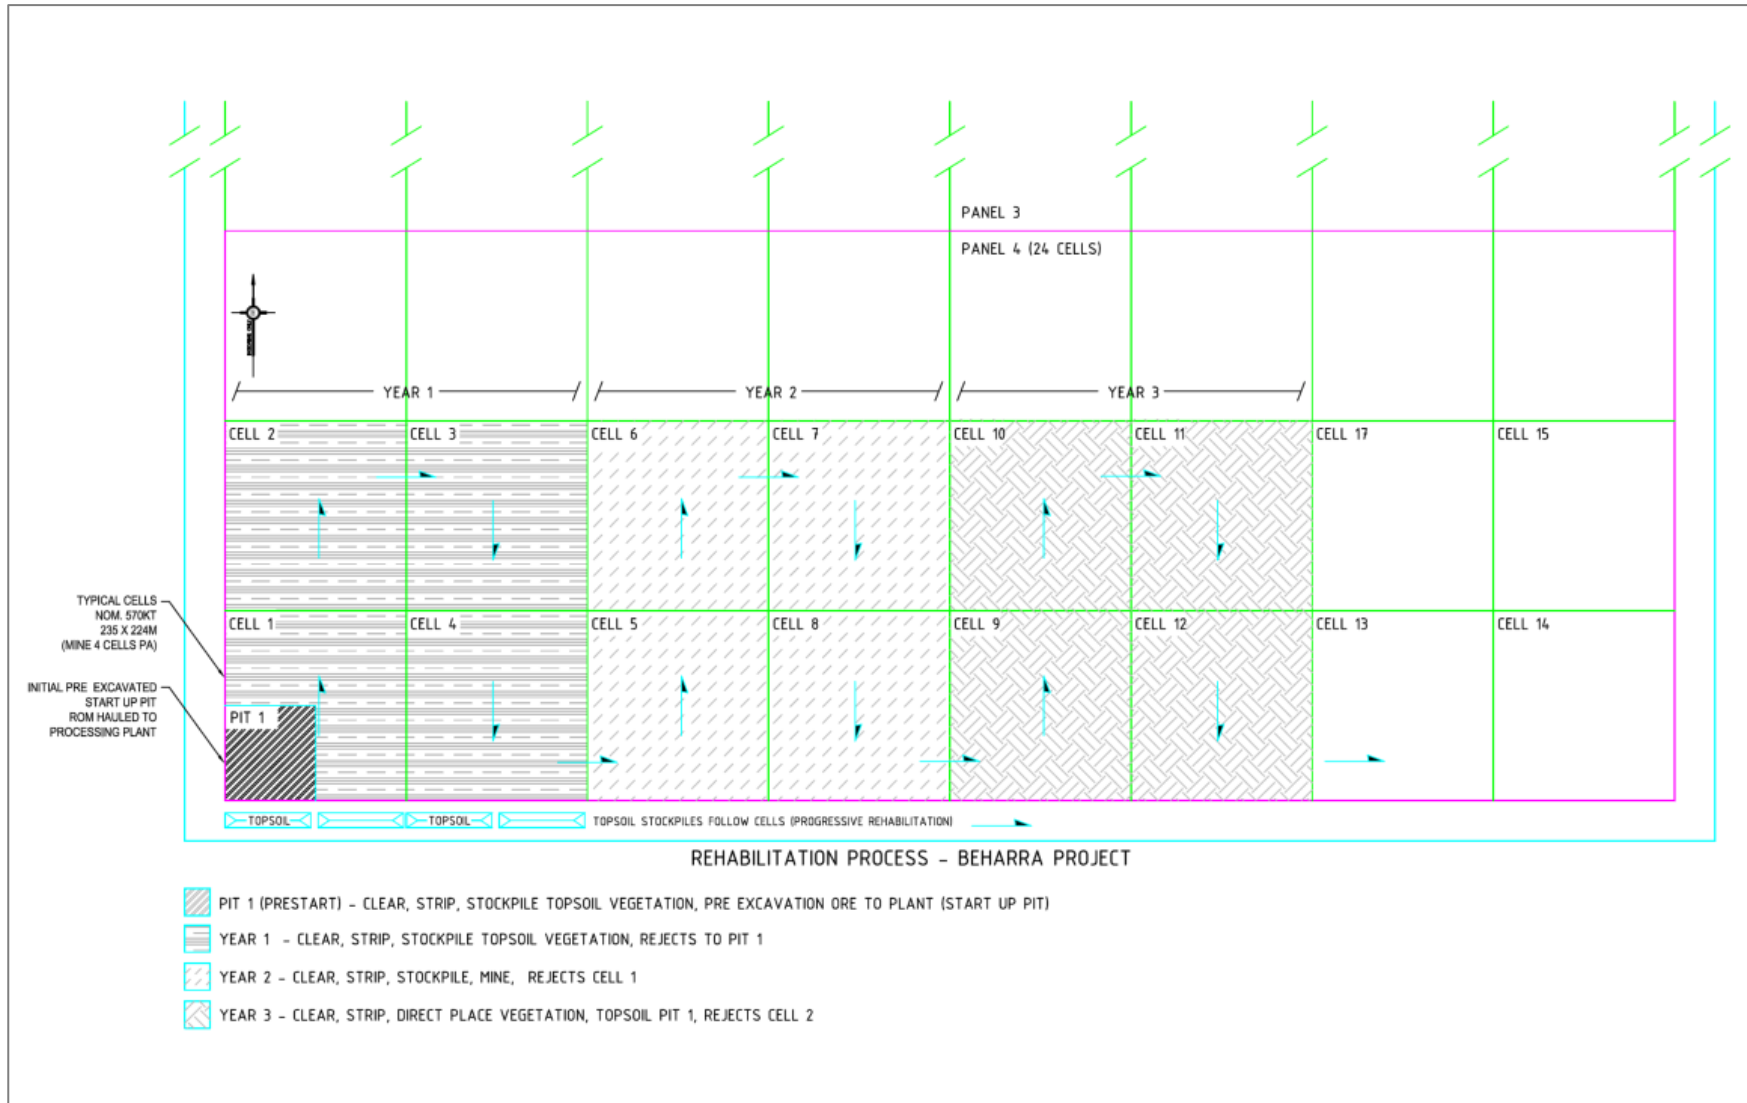 PANEL 3
PANEL 4 (24 CELLS)
YEAR 1
YEAR 2
YEAR 3
CELL 2
CELL 3
CELL 6
CELL 7
CELL 10
CELL 11
CELL 17
CELL 15
TYPICAL CELLS
NOM. 570KT
235 X 224M
(MINE 4 CELLS PA)
CELL 1
CELL 4
CELL 5
CELL 8
CELL 9
CELL 12
CELL 13
CELL 14
INITIAL PRE EXCAVATED
START UP PIT
ROM HAULED TO
PROCESSING PLANT
PIT 1
TOPSOIL
TOPSOIL
TOPSOIL STOCKPILES FOLLOW CELLS (PROGRESSIVE REHABILITATION)
REHABILITATION PROCESS - BEHARRA PROJECT
PIT 1 (PRESTART) - CLEAR, STRIP, STOCKPILE TOPSOIL VEGETATION, PRE EXCAVATION ORE TO PLANT (START UP PIT)
YEAR 1 - CLEAR, STRIP, STOCKPILE TOPSOIL VEGETATION, REJECTS TO PIT 1
YEAR 2 - CLEAR, STRIP, STOCKPILE, MINE, REJECTS CELL 1
YEAR 3 - CLEAR, STRIP, DIRECT PLACE VEGETATION, TOPSOIL PIT 1, REJECTS CELL 2